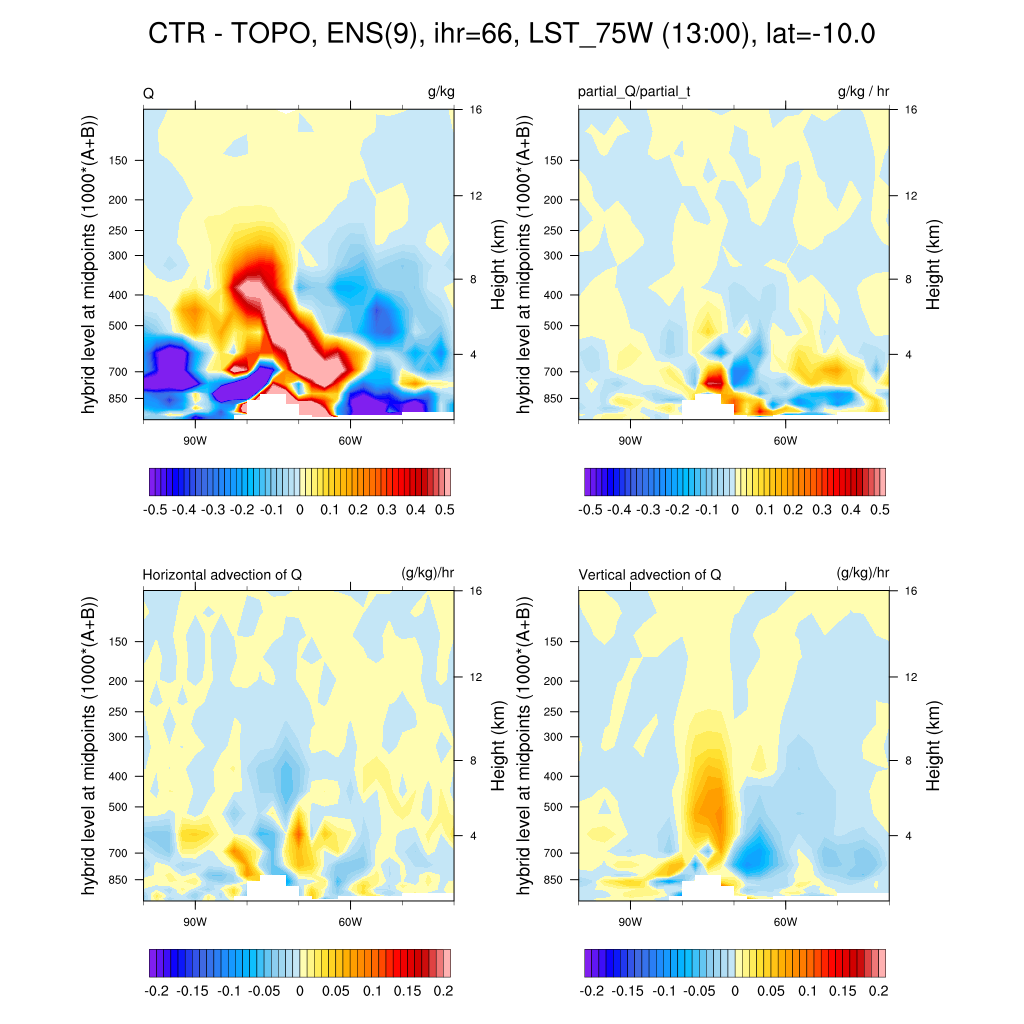 CTR - TOPO, ENS(9), ihr=66, LST_75W (13:00), lat=-10.0
Q g/kg
partial_Q/partial_t g/kg / hr
hybrid level at midpoints (1000*(A+B))
150
200
250
300
400
500
700
850
16
12
8
4
Height (km)
90W 60W
-0.5 -0.4 -0.3 -0.2 -0.1 0 0.1 0.2 0.3 0.4 0.5
hybrid level at midpoints (1000*(A+B))
150
200
250
300
400
500
700
850
16
12
8
4
Height (km)
90W 60W
-0.5 -0.4 -0.3 -0.2 -0.1 0 0.1 0.2 0.3 0.4 0.5
Horizontal advection of Q (g/kg)/hr
hybrid level at midpoints (1000*(A+B))
150
200
250
300
400
500
700
850
16
12
8
4
Height (km)
90W 60W
-0.2 -0.15 -0.1 -0.05 0 0.05 0.1 0.15 0.2
Vertical advection of Q (g/kg)/hr
hybrid level at midpoints (1000*(A+B))
150
200
250
300
400
500
700
850
16
12
8
4
Height (km)
90W 60W
-0.2 -0.15 -0.1 -0.05 0 0.05 0.1 0.15 0.2